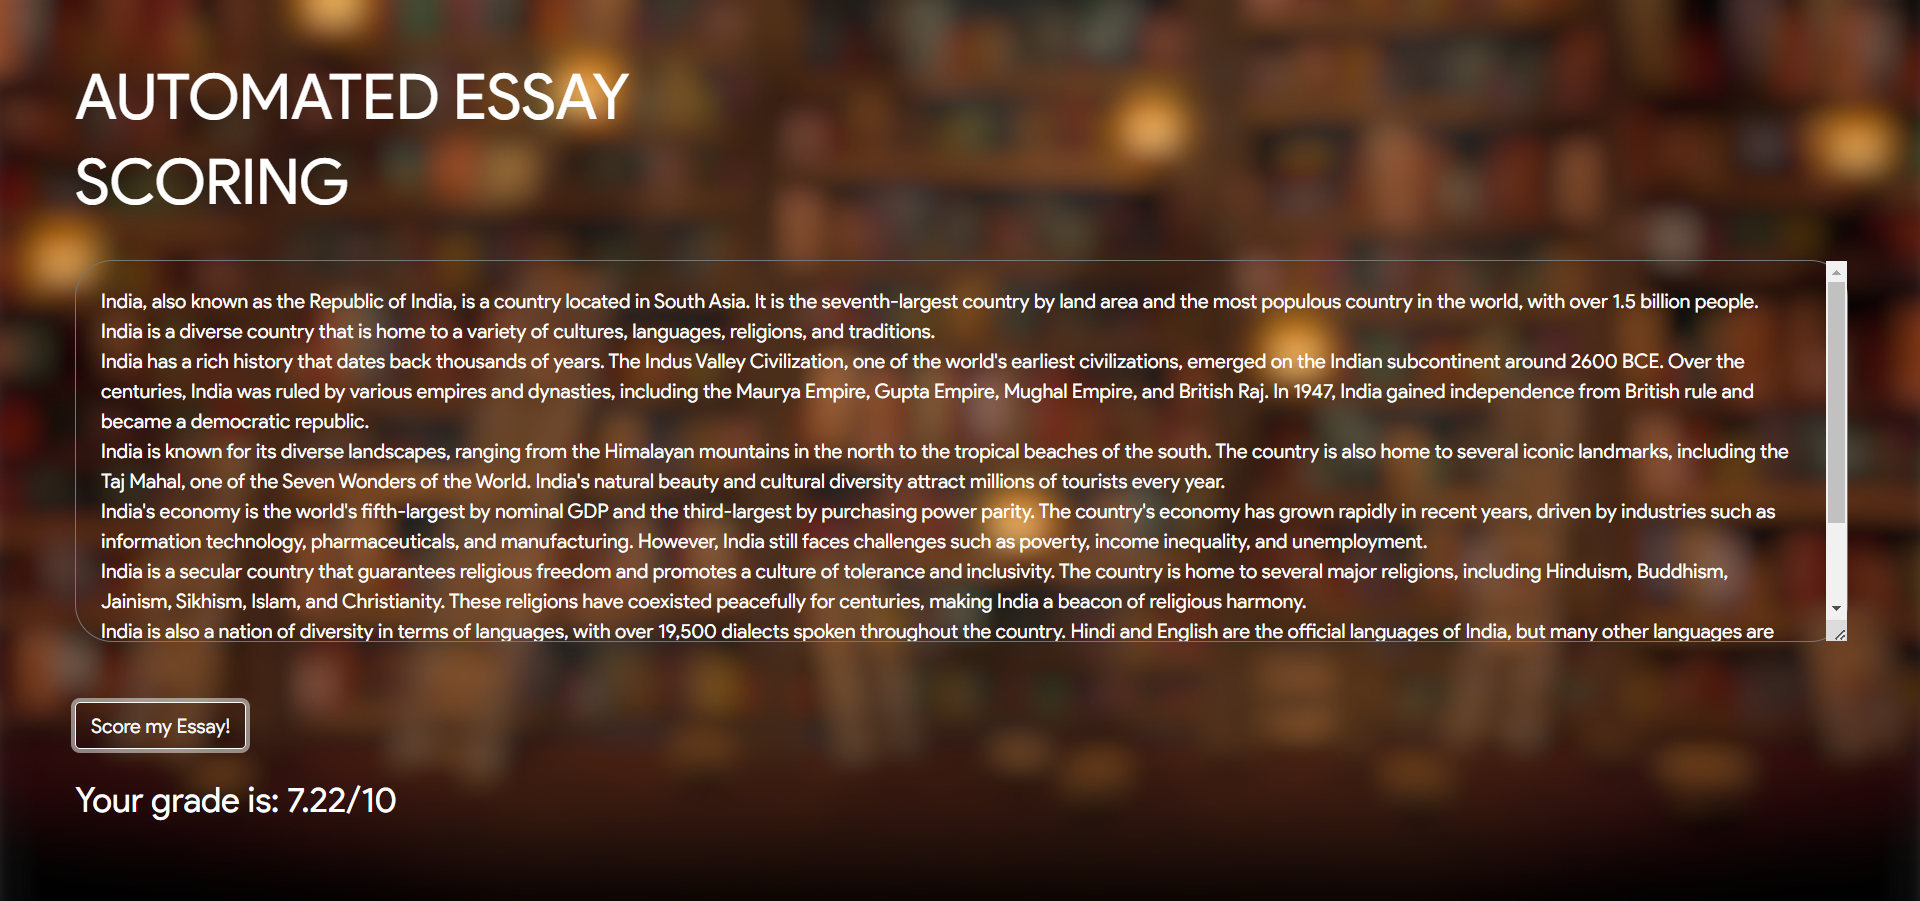 AUTOMATED ESSAY
SCORING
India, also known as the Republic of India, is a country located in South Asia. It is the seventh-largest country by land area and the most populous country in the world, with over 1.5 billion people.
India is a diverse country that is home to a variety of cultures, languages, religions, and traditions.
India has a rich history that dates back thousands of years. The Indus Valley Civilization, one of the world's earliest civilizations, emerged on the Indian subcontinent around 2600 BCE. Over the
centuries, India was ruled by various empires and dynasties, including the Maurya Empire, Gupta Empire, Mughal Empire, and British Raj. In 1947, India gained independence from British rule and
became a democratic republic.
India is known for its diverse landscapes, ranging from the Himalayan mountains in the north to the tropical beaches of the south. The country is also home to several iconic landmarks, including the
Taj Mahal, one of the Seven Wonders of the World. India's natural beauty and cultural diversity attract millions of tourists every year.
India's economy is the world's fifth-largest by nominal GDP and the third-largest by purchasing power parity. The country's economy has grown rapidly in recent years, driven by industries such as
information technology, pharmaceuticals, and manufacturing. However, India still faces challenges such as poverty, income inequality, and unemployment.
India is a secular country that guarantees religious freedom and promotes a culture of tolerance and inclusivity. The country is home to several major religions, including Hinduism, Buddhism,
Jainism, Sikhism, Islam, and Christianity. These religions have coexisted peacefully for centuries, making India a beacon of religious harmony.
India is also a nation of diversity in terms of languages, with over 19,500 dialects spoken throughout the country. Hindi and English are the official languages of India, but many other languages are
Score my Essay!
Your grade is: 7.22/10